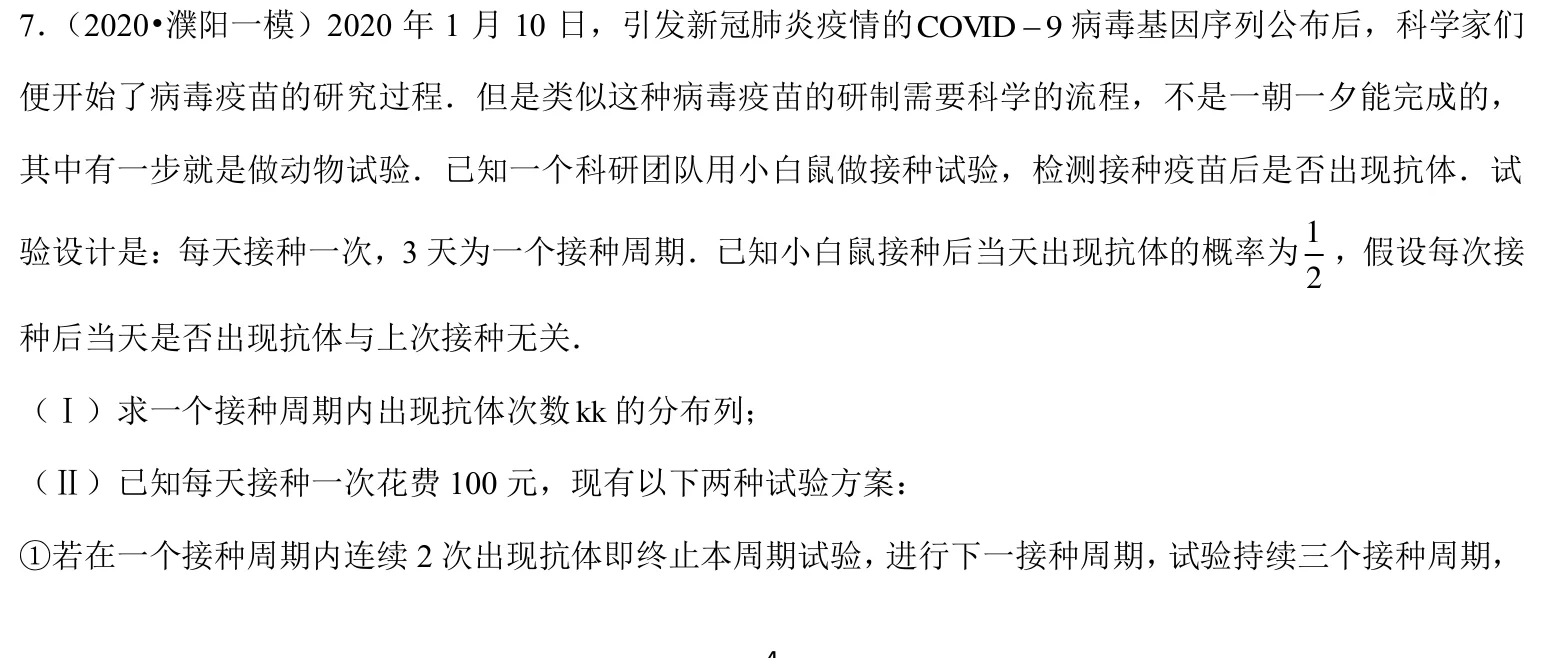 7.（2020•濮阳一模）2020 年 1 月 10 日，引发新冠肺炎疫情的COVID－9 病毒基因序列公布后，科学家们
便开始了病毒疫苗的研究过程．但是类似这种病毒疫苗的研制需要科学的流程，不是一朝一夕能完成的，
其中有一步就是做动物试验．已知一个科研团队用小白鼠做接种试验，检测接种疫苗后是否出现抗体．试
验设计是：每天接种一次，3 天为一个接种周期．已知小白鼠接种后当天出现抗体的概率为1/2，假设每次接
种后当天是否出现抗体与上次接种无关．
（Ⅰ）求一个接种周期内出现抗体次数kk 的分布列；
（Ⅱ）已知每天接种一次花费 100 元，现有以下两种试验方案：
①若在一个接种周期内连续 2 次出现抗体即终止本周期试验，进行下一接种周期，试验持续三个接种周期，